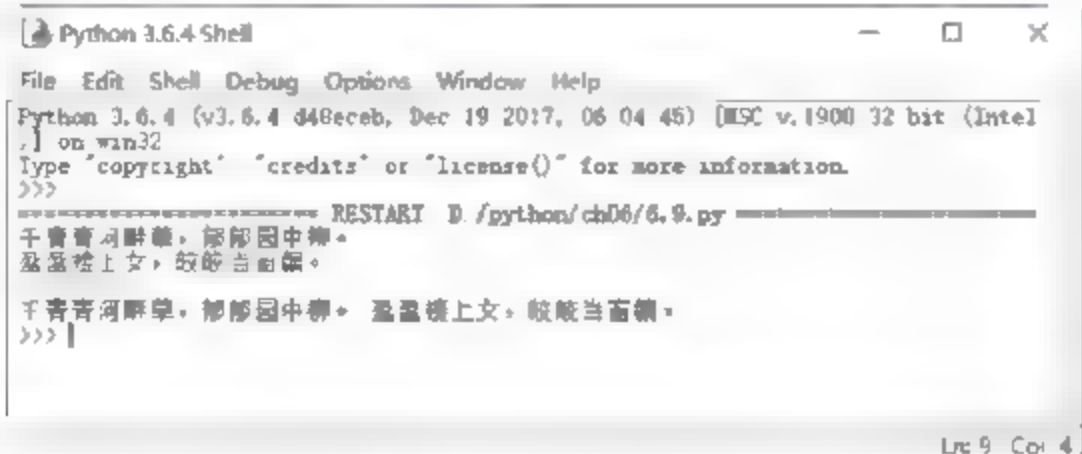 Python 3.6.4 Shell
File Edit Shell Debug Options Window Help
Python 3.6.4 (v3.6.4 d48eceb, Dec 19 2017, 06 04 45) [MSC v.1900 32 bit (Intel
)] on win32
Type "copyright" "credits" or "license()" for more information.
>>>
RESTART D /python/ch06/6.9.py
千青青河畔草，郁郁园中柳。
盈盈楼上女，皎皎当窗牖。
千青青河畔草，郁郁园中柳。 盈盈楼上女，皎皎当窗牖。
>>>
Ln: 9 Col 4